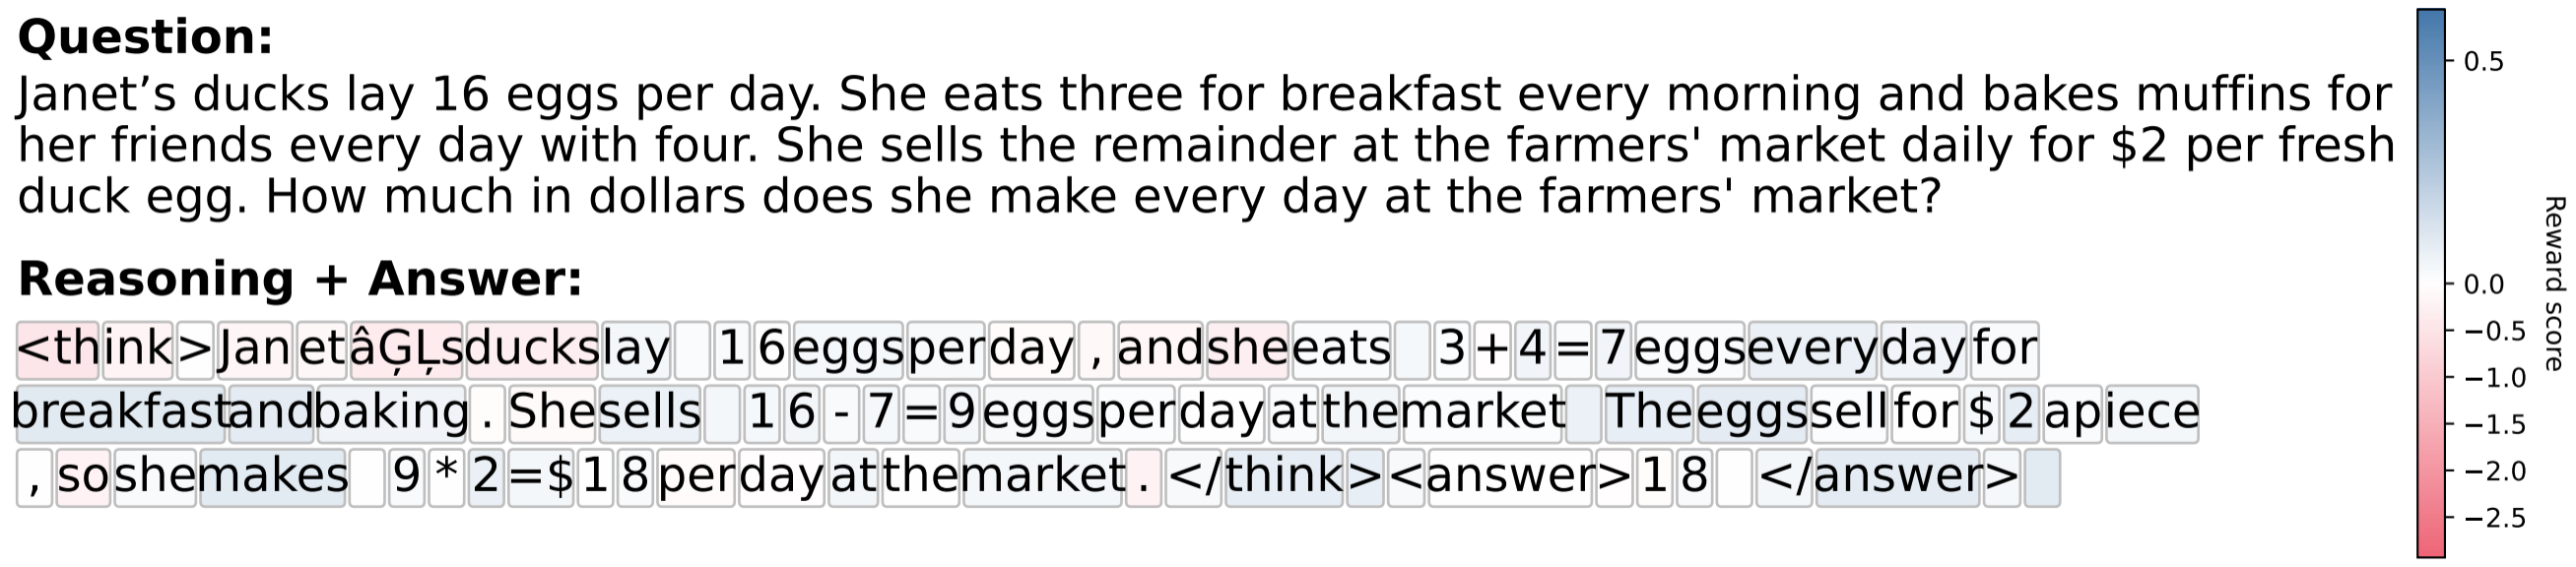 Question:
Janet’s ducks lay 16 eggs per day. She eats three for breakfast every morning and bakes muffins for
her friends every day with four. She sells the remainder at the farmers' market daily for $2 per fresh
duck egg. How much in dollars does she make every day at the farmers' market?
Reasoning + Answer:
<think>JanetâĢĻsduckslay 16eggsperday,andsheeats 3+4=7eggseverydayfor
breakfastandbaking.Shesells 16-7=9eggsperdayatthemarket Theeggssellfor$2apiece
,soshemakes 9*2=$18perdayatthemarket.</think><answer>18 </answer>
0.5
0.0
−0.5
−1.0
−1.5
−2.0
−2.5
Reward score